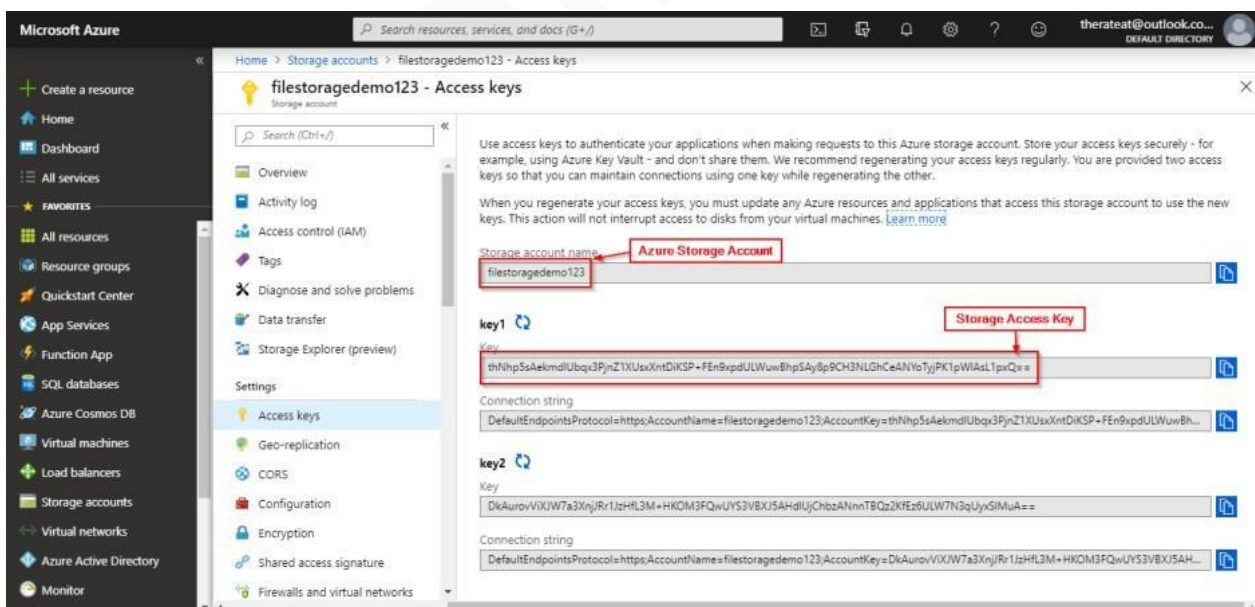 Microsoft Azure
Search resources, services, and docs (G+/)
therateat@outlook.co...
DEFAULT DIRECTORY
Create a resource
Home
Dashboard
All services
FAVORITES
All resources
Resource groups
Quickstart Center
App Services
Function App
SQL databases
Azure Cosmos DB
Virtual machines
Load balancers
Storage accounts
Virtual networks
Azure Active Directory
Monitor
Home > Storage accounts > filestoragedemo123 - Access keys
filestoragedemo123 - Access keys
Storage account
Search (Ctrl+/)
Overview
Activity log
Access control (IAM)
Tags
Diagnose and solve problems
Data transfer
Storage Explorer (preview)
Settings
Access keys
Geo-replication
CORS
Configuration
Encryption
Shared access signature
Firewalls and virtual networks
Use access keys to authenticate your applications when making requests to this Azure storage account. Store your access keys securely - for
example, using Azure Key Vault - and don't share them. We recommend regenerating your access keys regularly. You are provided two access
keys so that you can maintain connections using one key while regenerating the other.
When you regenerate your access keys, you must update any Azure resources and applications that access this storage account to use the new
keys. This action will not interrupt access to disks from your virtual machines. Learn more
Storage account name
Azure Storage Account
filestoragedemo123
Storage Access Key
key1
Key
Connection string
DefaultEndpointsProtocol=https;AccountName=filestoragedemo123;AccountKey=
key2
Key
Connection string
DefaultEndpointsProtocol=https;AccountName=filestoragedemo123;AccountKey=